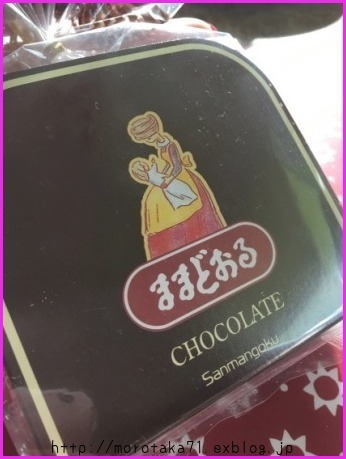 ままどおる
CHOCOLATE
Sanmangoku
http://morotaka71.exblog.jp